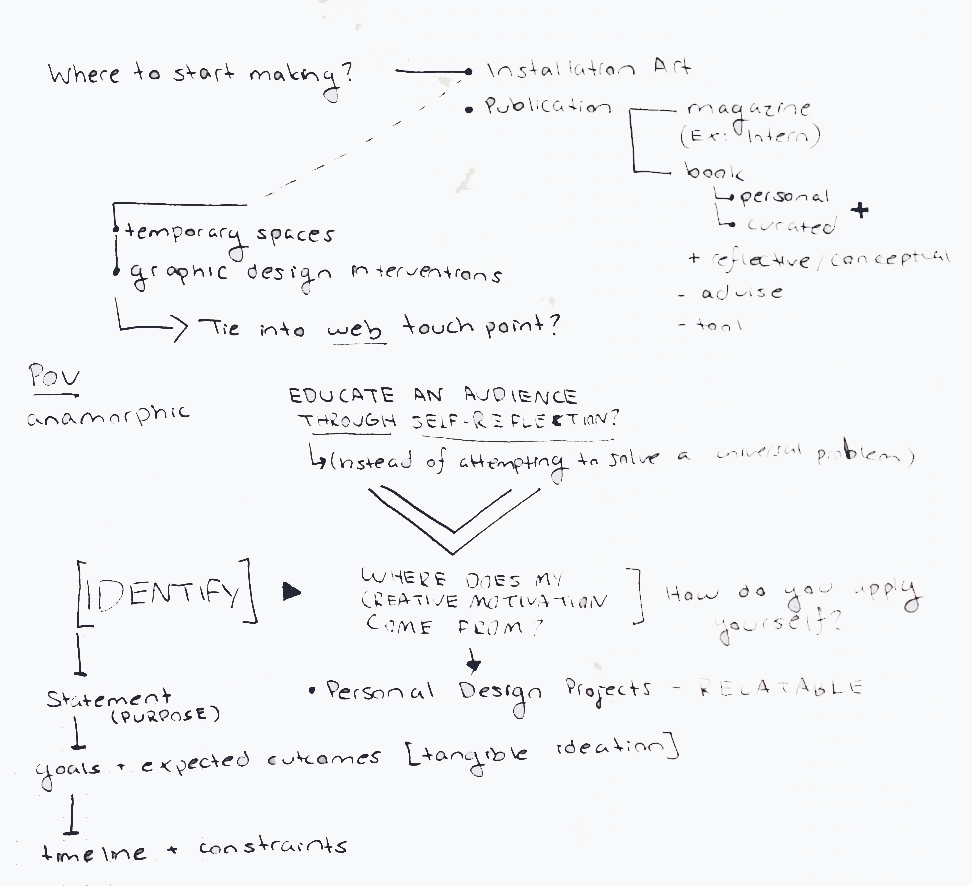 Where to start making?
• Installation Art
• Publication
magazine
(Ex: Intern)
book
personal
curated +
+ reflective/conceptual
- advise
- tool
temporary spaces
graphic design interventions
Tie into web touch point?
POV
anamorphic
EDUCATE AN AUDIENCE
THROUGH SELF-REFLECTION?
(instead of attempting to solve a universal problem)
[IDENTIFY]
WHERE DOES MY
CREATIVE MOTIVATION
COME FROM?
]
How do you apply
yourself?
• Personal Design Projects - RELATABLE
Statement
(PURPOSE)
goals + expected outcomes [tangible ideation]
timeline + constraints